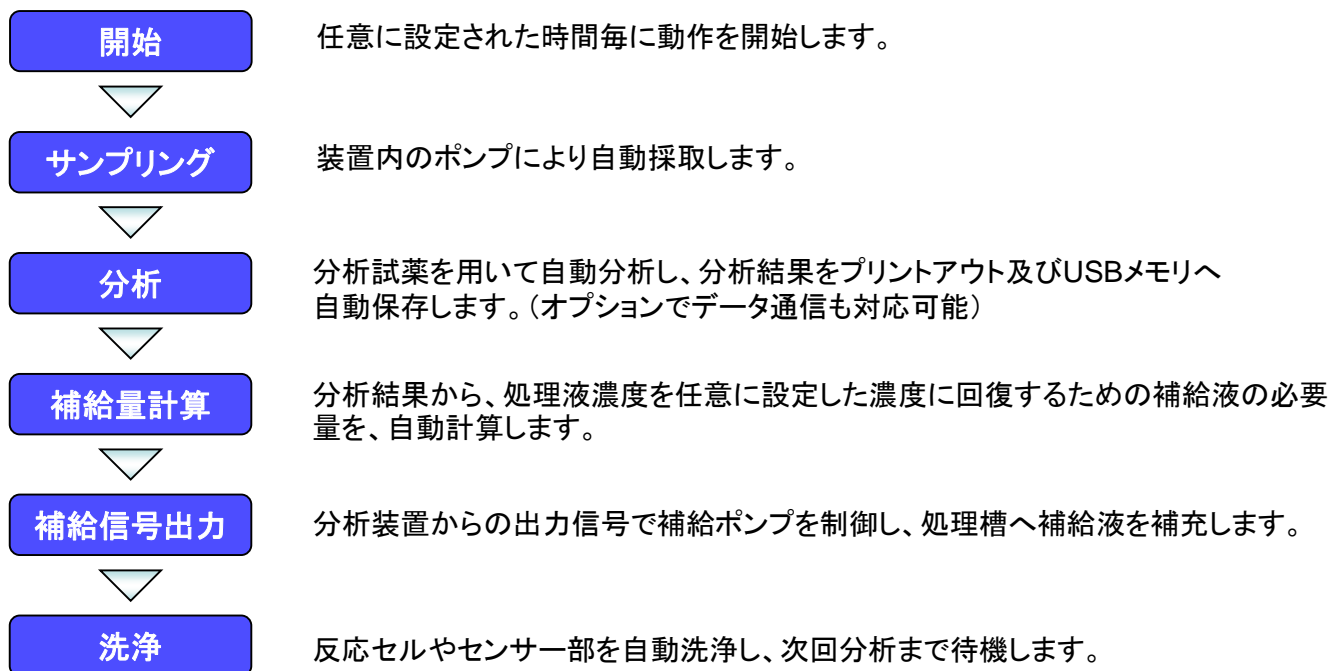 開始
任意に設定された時間毎に動作を開始します。
サンプリング
装置内のポンプにより自動採取します。
分析
分析試薬を用いて自動分析し、分析結果をプリントアウト及びUSBメモリへ
自動保存します。（オプションでデータ通信も対応可能）
補給量計算
分析結果から、処理液濃度を任意に設定した濃度に回復するための補給液の必要
量を、自動計算します。
補給信号出力
分析装置からの出力信号で補給ポンプを制御し、処理槽へ補給液を補充します。
洗浄
反応セルやセンサー部を自動洗浄し、次回分析まで待機します。